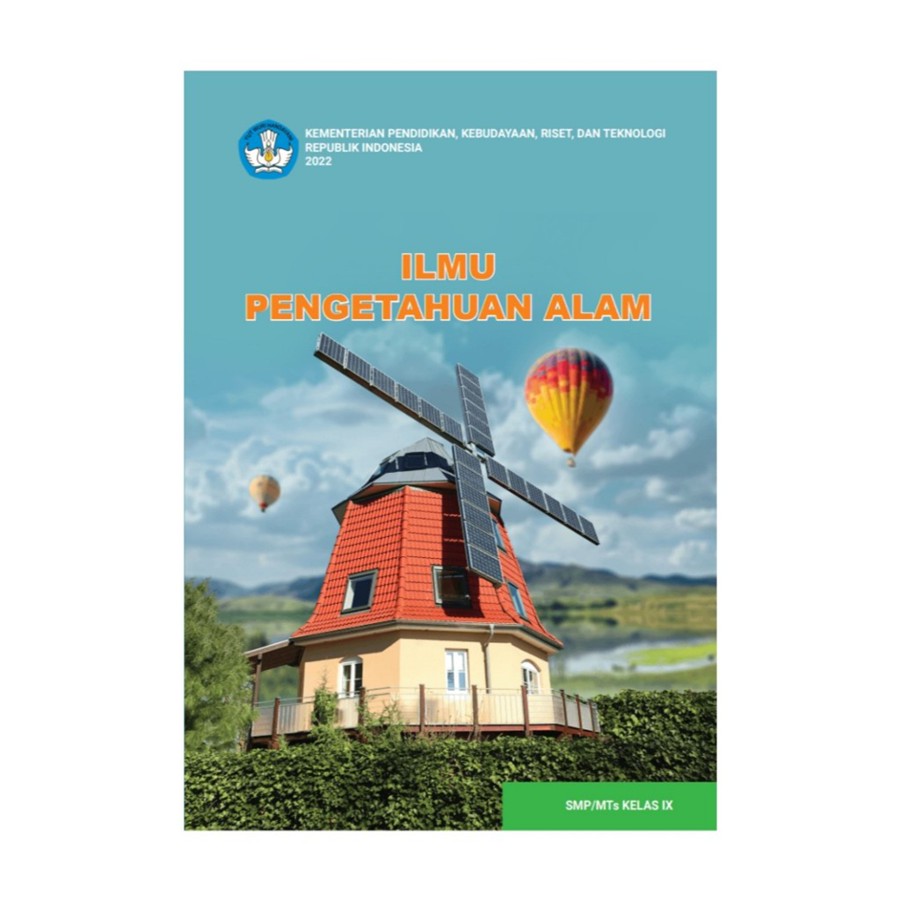 KEMENTERIAN PENDIDIKAN, KEBUDAYAAN, RISET, DAN TEKNOLOGI
REPUBLIK INDONESIA
2022
ILMU
PENGETAHUAN ALAM
SMP/MTs KELAS IX